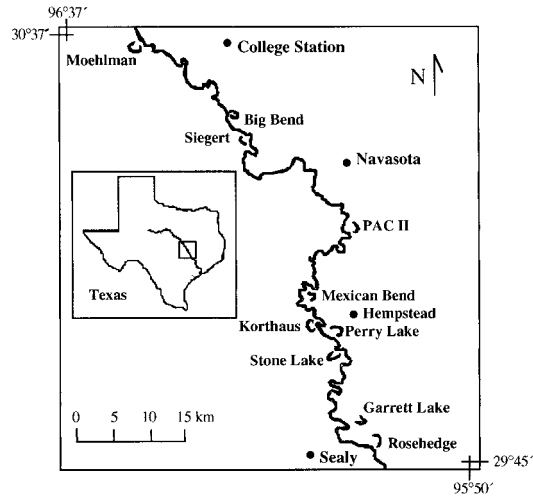 96°37′
30°37′
Moehlman
College Station
N
Big Bend
Siegert
Navasota
PAC II
Texas
Mexican Bend
Hempstead
Korthaus
Perry Lake
Stone Lake
Garrett Lake
0 5 10 15 km
Rosehedge
Sealy
29°45′
95°50′